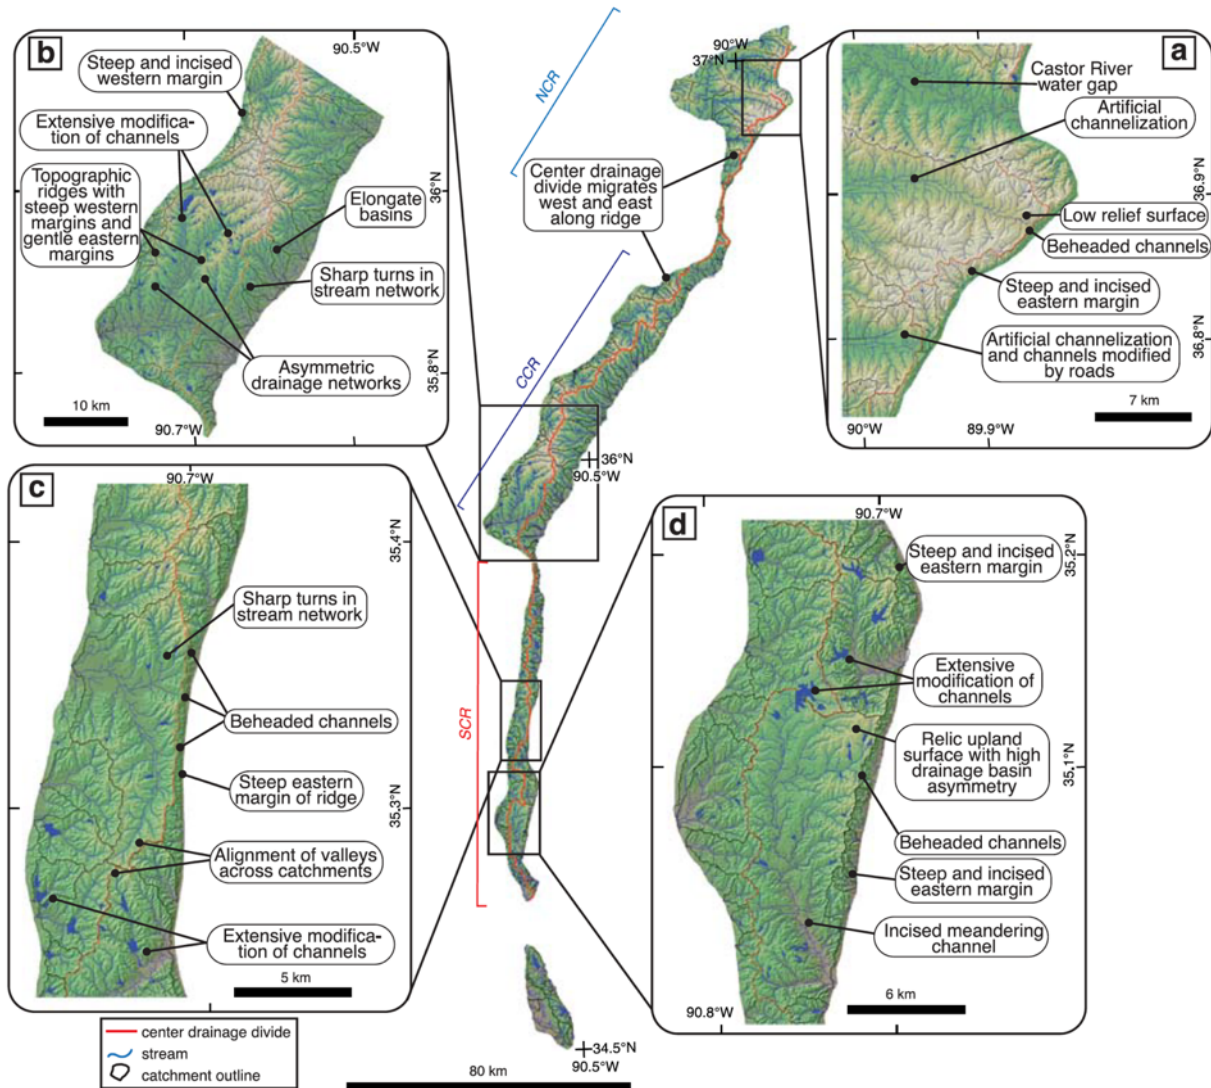 b
90.5°W
Steep and incised
western margin
Extensive modifica-
tion of channels
Topographic
ridges with
steep western
margins and
gentle eastern
margins
36°N
Elongate
basins
Sharp turns in
stream network
Asymmetric
drainage networks
35.8°N
10 km
90.7°W
NCR
90°W
37°N
Center drainage
divide migrates
west and east
along ridge
CCR
36°N
90.5°W
SCR
34.5°N
90.5°W
80 km
a
Castor River
water gap
Artificial
channelization
36.9°N
Low relief surface
Beheaded channels
Steep and incised
eastern margin
36.8°N
Artificial channelization
and channels modified
by roads
7 km
90°W
89.9°W
c
90.7°W
35.4°N
Sharp turns in
stream network
Beheaded channels
Steep eastern
margin of ridge
35.3°N
Alignment of valleys
across catchments
Extensive modifica-
tion of channels
5 km
d
90.7°W
35.2°N
Steep and incised
eastern margin
Extensive
modification of
channels
Relic upland
surface with high
drainage basin
asymmetry
35.1°N
Beheaded channels
Steep and incised
eastern margin
Incised meandering
channel
90.8°W
6 km
center drainage divide
stream
catchment outline